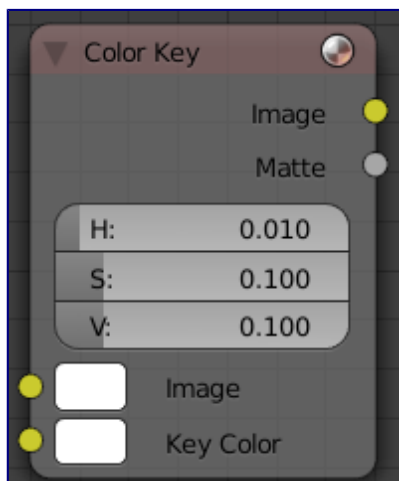 Color Key
Image
Matte
H: 0.010
S: 0.100
V: 0.100
Image
Key Color